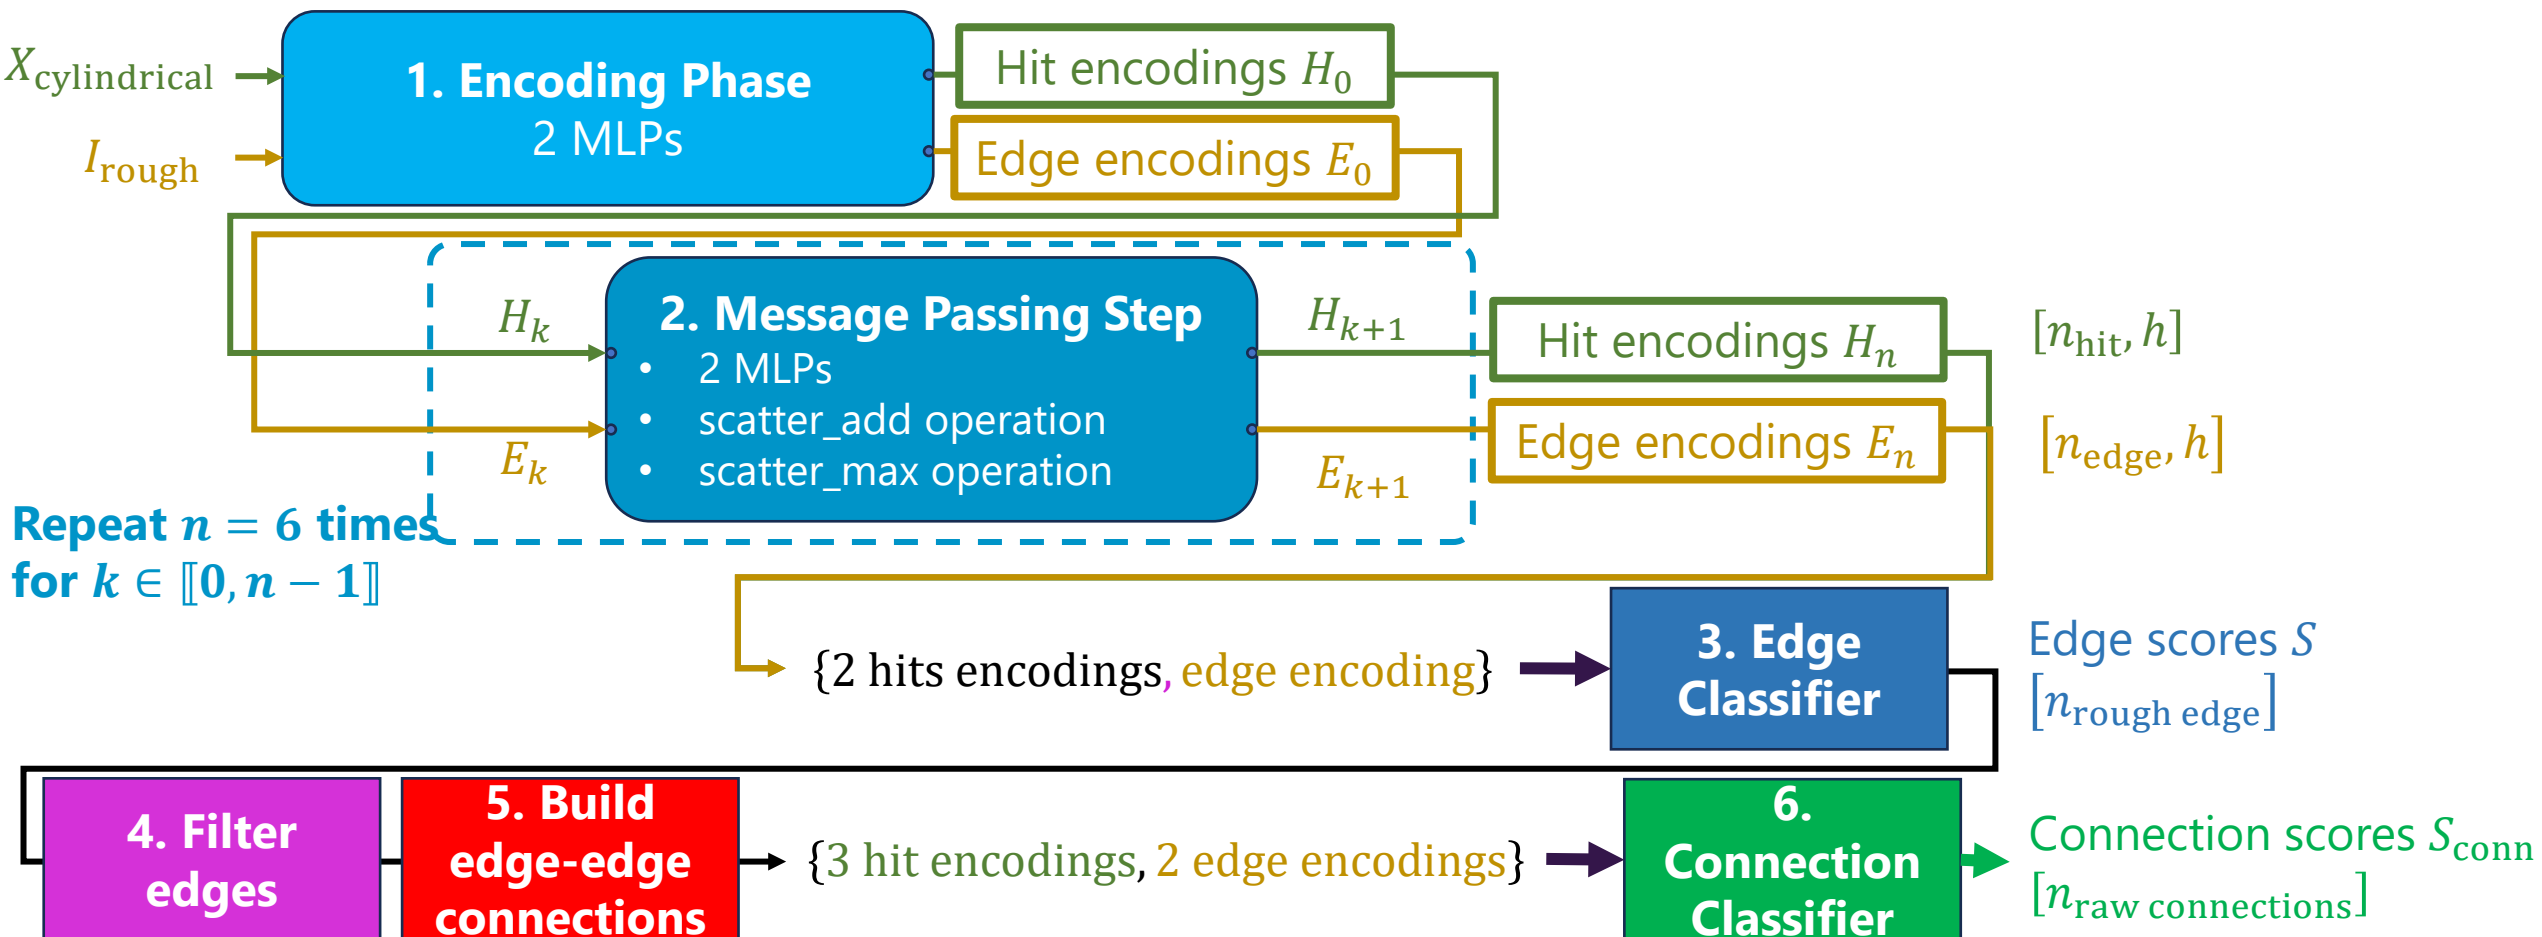 X_cylindrical
I_rough
1. Encoding Phase
2 MLPs
Hit encodings H_0
Edge encodings E_0
H_k
E_k
2. Message Passing Step
• 2 MLPs
• scatter_add operation
• scatter_max operation
H_{k+1}
E_{k+1}
Hit encodings H_n
Edge encodings E_n
[n_hit, h]
[n_edge, h]
Repeat n = 6 times
for k ∈ ⟦0, n − 1⟧
{2 hits encodings, edge encoding}
3. Edge
Classifier
Edge scores S
[n_rough edge]
4. Filter
edges
5. Build
edge-edge
connections
{3 hit encodings, 2 edge encodings}
6.
Connection
Classifier
Connection scores S_conn
[n_raw connections]